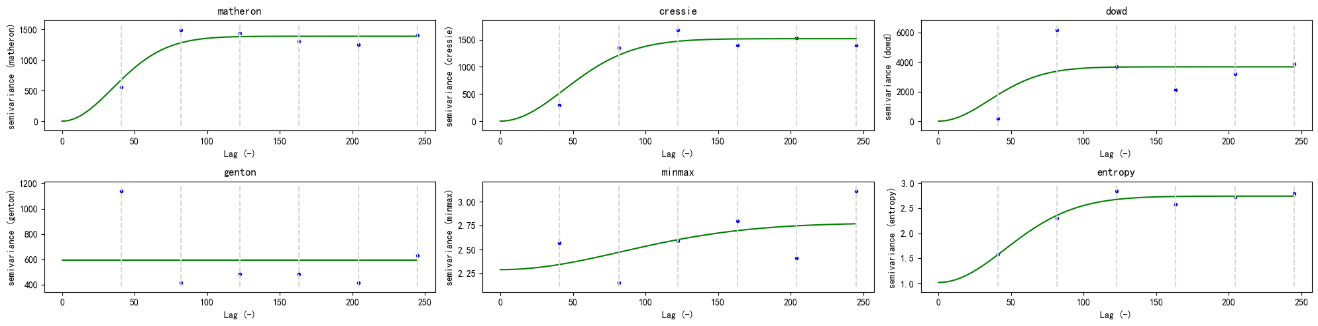 matheron
semivariance (matheron)
1500
1000
500
0
0 50 100 150 200 250
Lag (-)
cressie
semivariance (cressie)
1500
1000
500
0
0 50 100 150 200 250
Lag (-)
dowd
semivariance (dowd)
6000
4000
2000
0
0 50 100 150 200 250
Lag (-)
genton
semivariance (genton)
1200
1000
800
600
400
0 50 100 150 200 250
Lag (-)
minmax
semivariance (minmax)
3.00
2.75
2.50
2.25
0 50 100 150 200 250
Lag (-)
entropy
semivariance (entropy)
3.0
2.5
2.0
1.5
1.0
0 50 100 150 200 250
Lag (-)